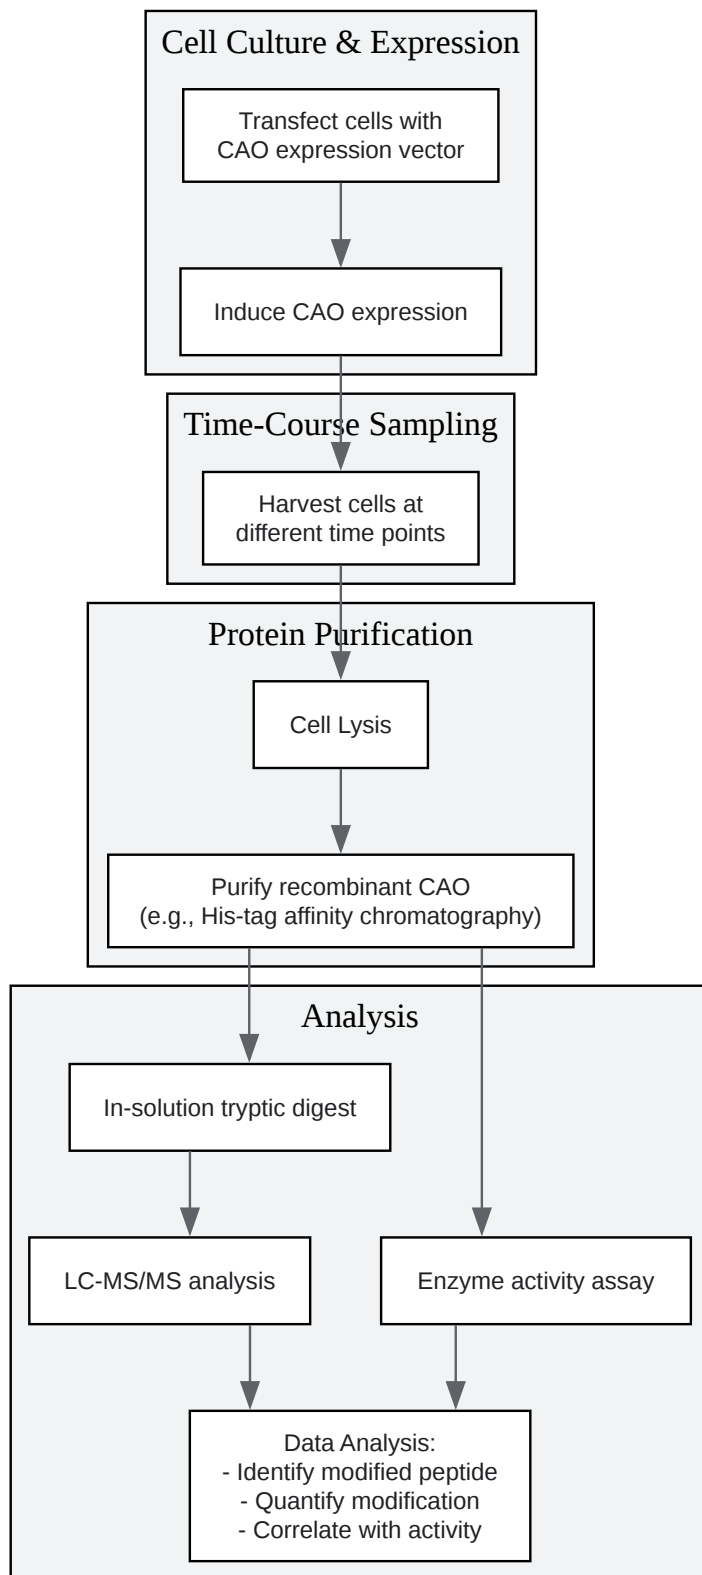 Cell Culture & Expression
Transfect cells with
CAO expression vector
Induce CAO expression
Time-Course Sampling
Harvest cells at
different time points
Protein Purification
Cell Lysis
Purify recombinant CAO
(e.g., His-tag affinity chromatography)
Analysis
In-solution tryptic digest
LC-MS/MS analysis
Enzyme activity assay
Data Analysis:
- Identify modified peptide
- Quantify modification
- Correlate with activity